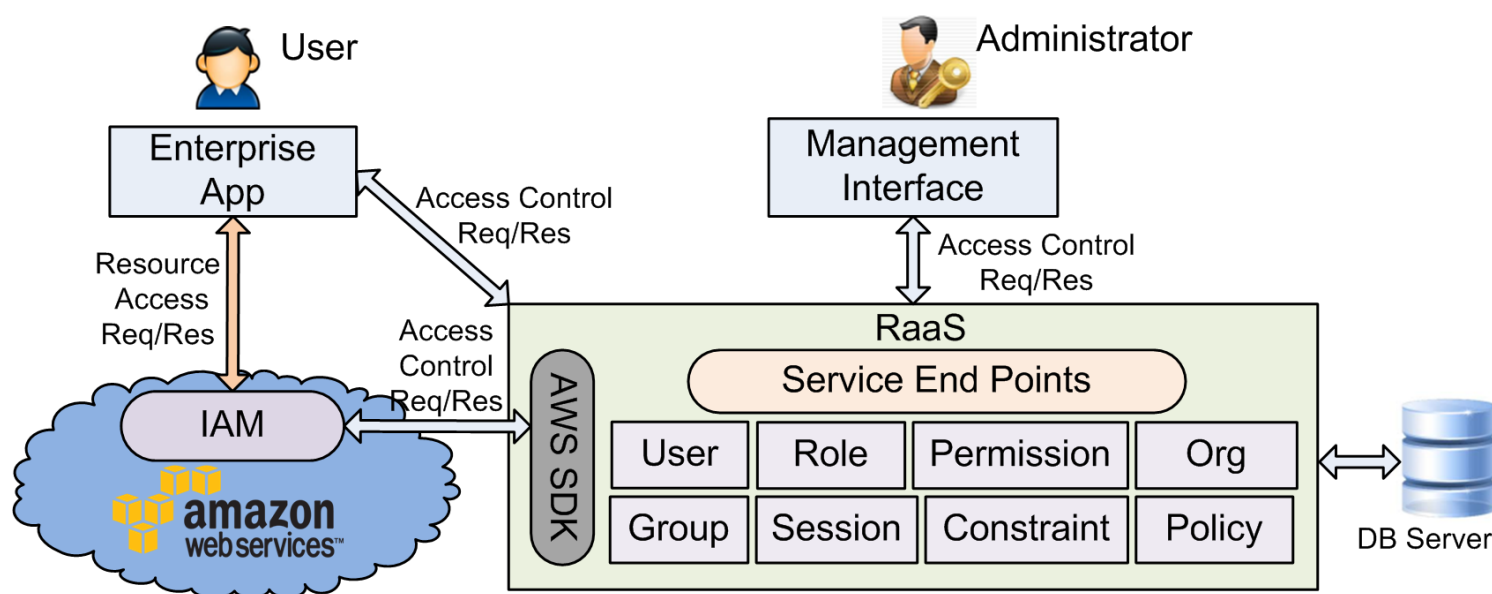 User
Administrator
Enterprise
App
Management
Interface
Access Control
Req/Res
Access Control
Req/Res
Resource
Access
Req/Res
Access
Control
Req/Res
RaaS
Service End Points
AWS SDK
IAM
User
Role
Permission
Org
Group
Session
Constraint
Policy
amazon
web services™
DB Server